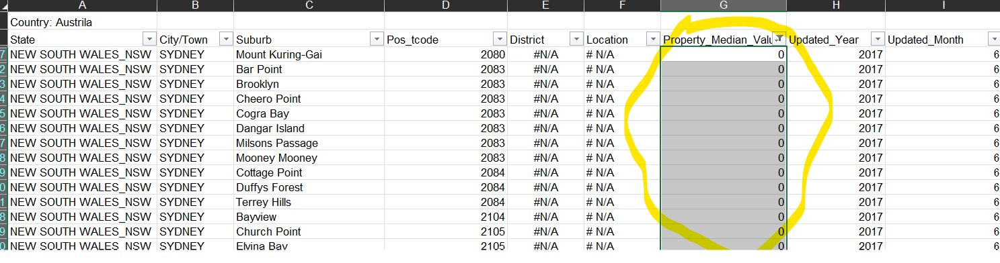 A B C D E F G H I
Country: Austrila
State City/Town Suburb Pos_tcode District Location Property_Median_Valu Updated_Year Updated_Month
7 NEW SOUTH WALES_NSW SYDNEY Mount Kuring-Gai 2080 #N/A # N/A 0 2017 6
2 NEW SOUTH WALES_NSW SYDNEY Bar Point 2083 #N/A # N/A 0 2017 6
3 NEW SOUTH WALES_NSW SYDNEY Brooklyn 2083 #N/A # N/A 0 2017 6
4 NEW SOUTH WALES_NSW SYDNEY Cheero Point 2083 #N/A # N/A 0 2017 6
5 NEW SOUTH WALES_NSW SYDNEY Cogra Bay 2083 #N/A # N/A 0 2017 6
6 NEW SOUTH WALES_NSW SYDNEY Dangar Island 2083 #N/A # N/A 0 2017 6
7 NEW SOUTH WALES_NSW SYDNEY Milsons Passage 2083 #N/A # N/A 0 2017 6
8 NEW SOUTH WALES_NSW SYDNEY Mooney Mooney 2083 #N/A # N/A 0 2017 6
9 NEW SOUTH WALES_NSW SYDNEY Cottage Point 2084 #N/A # N/A 0 2017 6
0 NEW SOUTH WALES_NSW SYDNEY Duffys Forest 2084 #N/A # N/A 0 2017 6
1 NEW SOUTH WALES_NSW SYDNEY Terrey Hills 2084 #N/A # N/A 0 2017 6
8 NEW SOUTH WALES_NSW SYDNEY Bayview 2104 #N/A # N/A 0 2017 6
9 NEW SOUTH WALES_NSW SYDNEY Church Point 2105 #N/A # N/A 0 2017 6
0 NEW SOUTH WALES_NSW SYDNEY Elvina Bay 2105 #N/A # N/A 0 2017 6